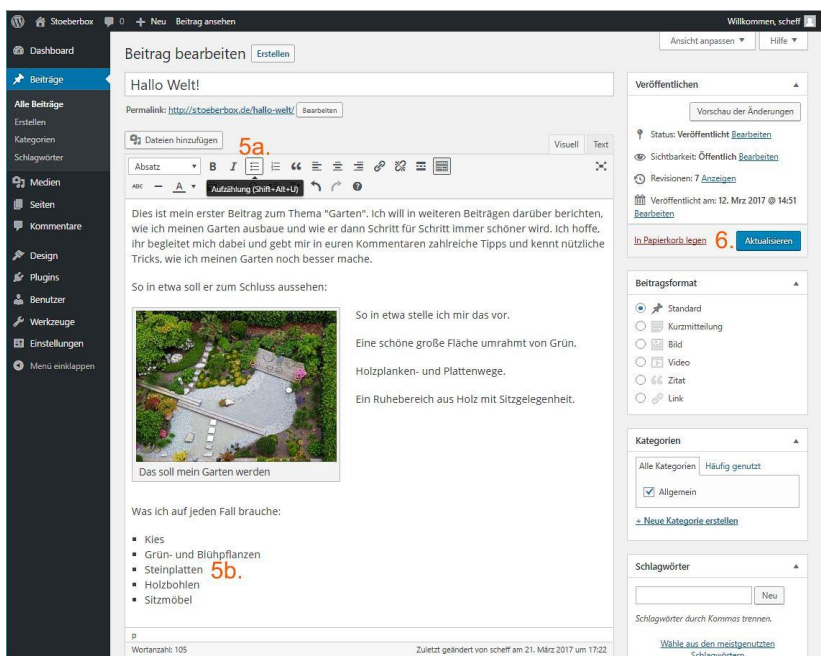 Stoeberbox 0 + Neu Beitrag ansehen Willkommen, scheff
Dashboard
Beiträge
Alle Beiträge
Erstellen
Kategorien
Schlagwörter
Medien
Seiten
Kommentare
Design
Plugins
Benutzer
Werkzeuge
Einstellungen
Menü einklappen
Ansicht anpassen Hilfe
Beitrag bearbeiten Erstellen
Hallo Welt!
Permalink: http://stoeberbox.de/hallo-welt/ Bearbeiten
Dateien hinzufügen 5a. Visuell Text
Absatz B I
ABC A Aufzählung (Shift+Alt+U)
Dies ist mein erster Beitrag zum Thema "Garten". Ich will in weiteren Beiträgen darüber berichten,
wie ich meinen Garten ausbaue und wie er dann Schritt für Schritt immer schöner wird. Ich hoffe,
ihr begleitet mich dabei und gebt mir in euren Kommentaren zahlreiche Tipps und kennt nützliche
Tricks, wie ich meinen Garten noch besser mache.
So in etwa soll er zum Schluss aussehen:
So in etwa stelle ich mir das vor.
Eine schöne große Fläche umrahmt von Grün.
Holzplanken- und Plattenwege.
Ein Ruhebereich aus Holz mit Sitzgelegenheit.
Das soll mein Garten werden
Was ich auf jeden Fall brauche:
Kies
Grün- und Blühpflanzen
Steinplatten 5b.
Holzbohlen
Sitzmöbel
p
Wortanzahl: 105 Zuletzt geändert von scheff am 21. März 2017 um 17:22
Veröffentlichen
Vorschau der Änderungen
Status: Veröffentlicht Bearbeiten
Sichtbarkeit: Öffentlich Bearbeiten
Revisionen: 7 Anzeigen
Veröffentlicht am: 12. Mrz 2017 @ 14:51
Bearbeiten
In Papierkorb legen 6. Aktualisieren
Beitragsformat
Standard
Kurzmitteilung
Bild
Video
Zitat
Link
Kategorien
Alle Kategorien Häufig genutzt
Allgemein
+ Neue Kategorie erstellen
Schlagwörter
Neu
Schlagwörter durch Kommas trennen.
Wähle aus den meistgenutzten
Schlagwörtern